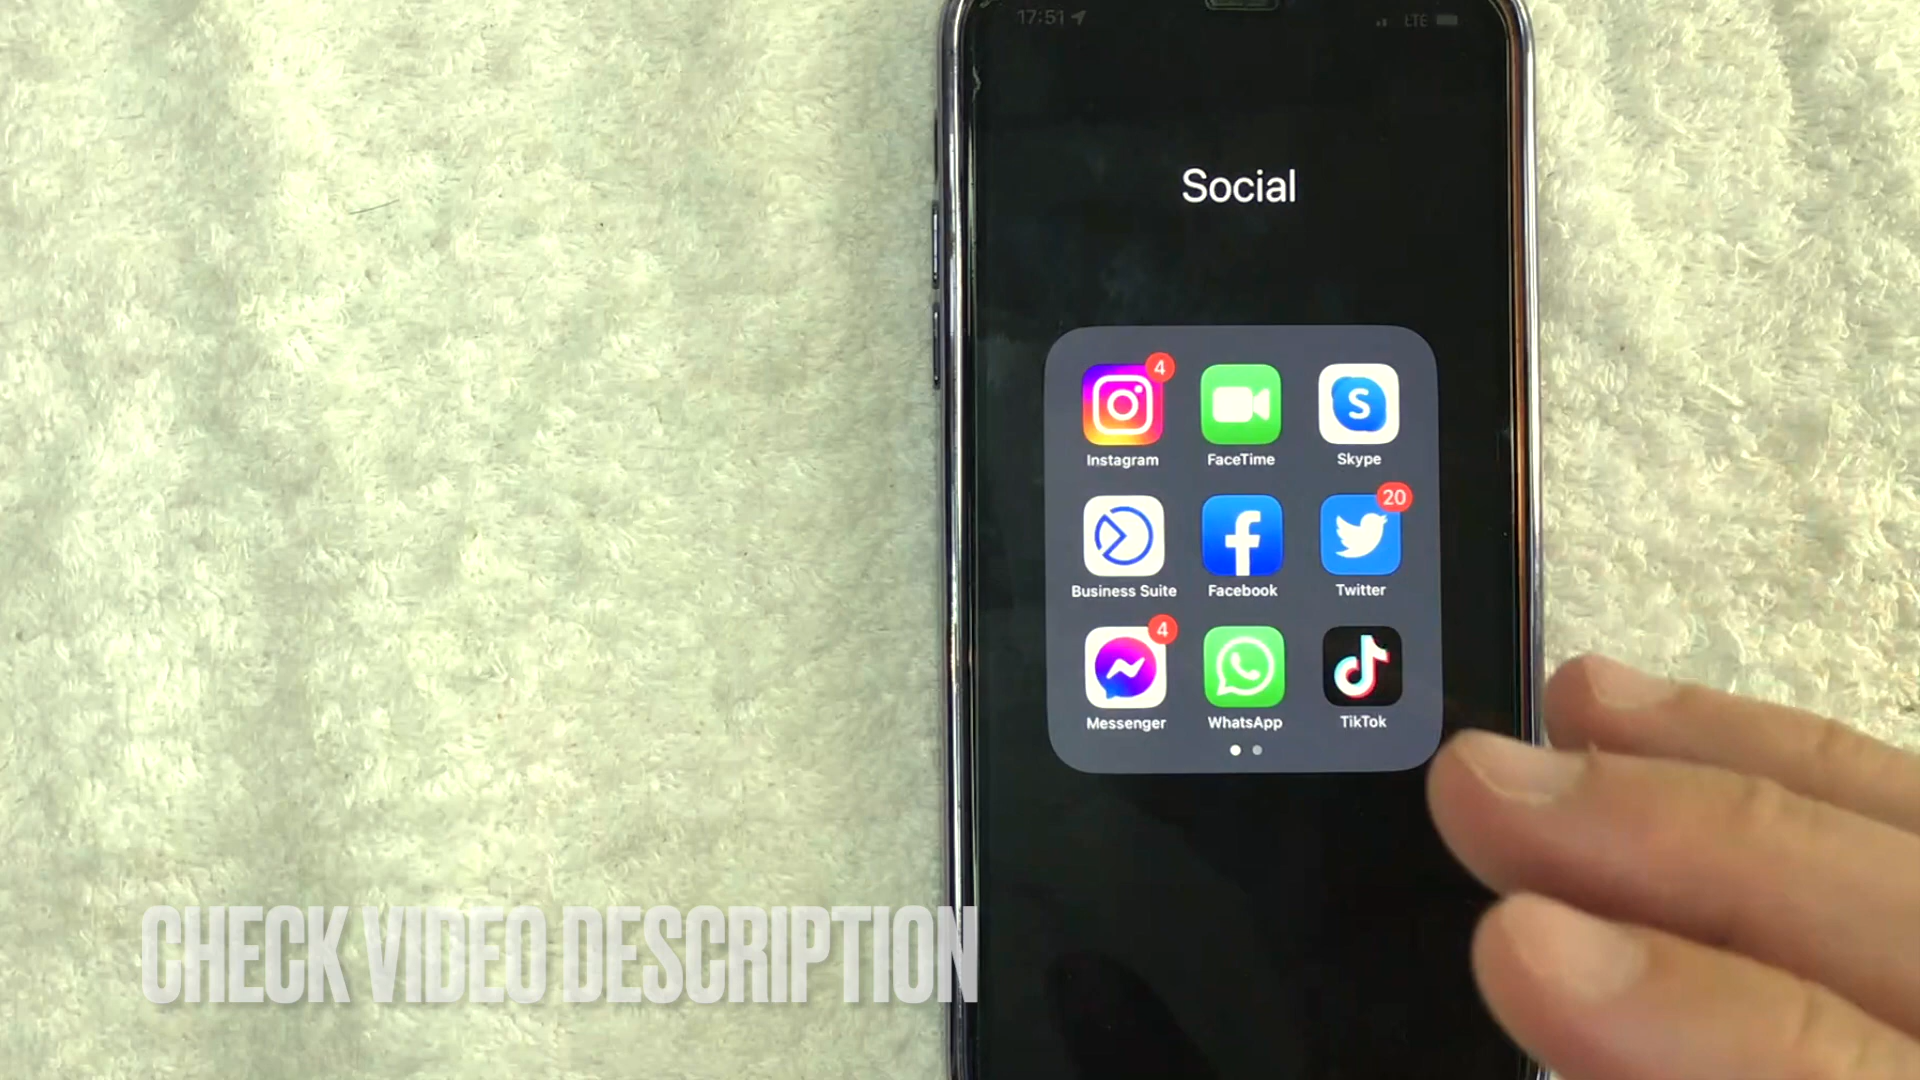 17:51
LTE
Social
4
Instagram
FaceTime
S
Skype
20
Business Suite
Facebook
Twitter
4
Messenger
WhatsApp
TikTok
CHECK VIDEO DESCRIPTION